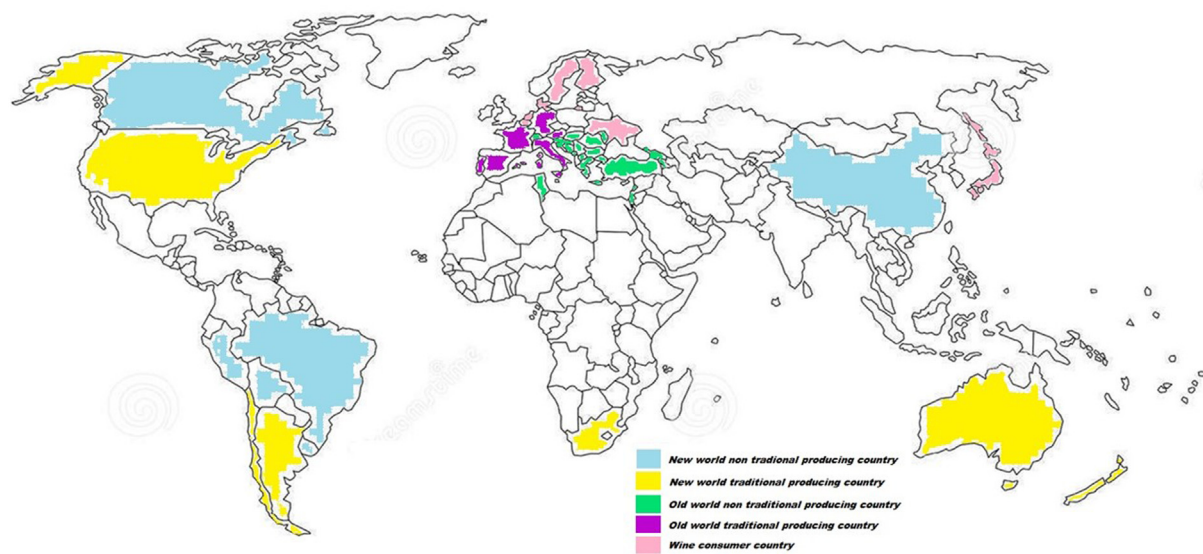 New world non tradional producing country
New world traditional producing country
Old world non traditional producing country
Old world traditional producing country
Wine consumer country